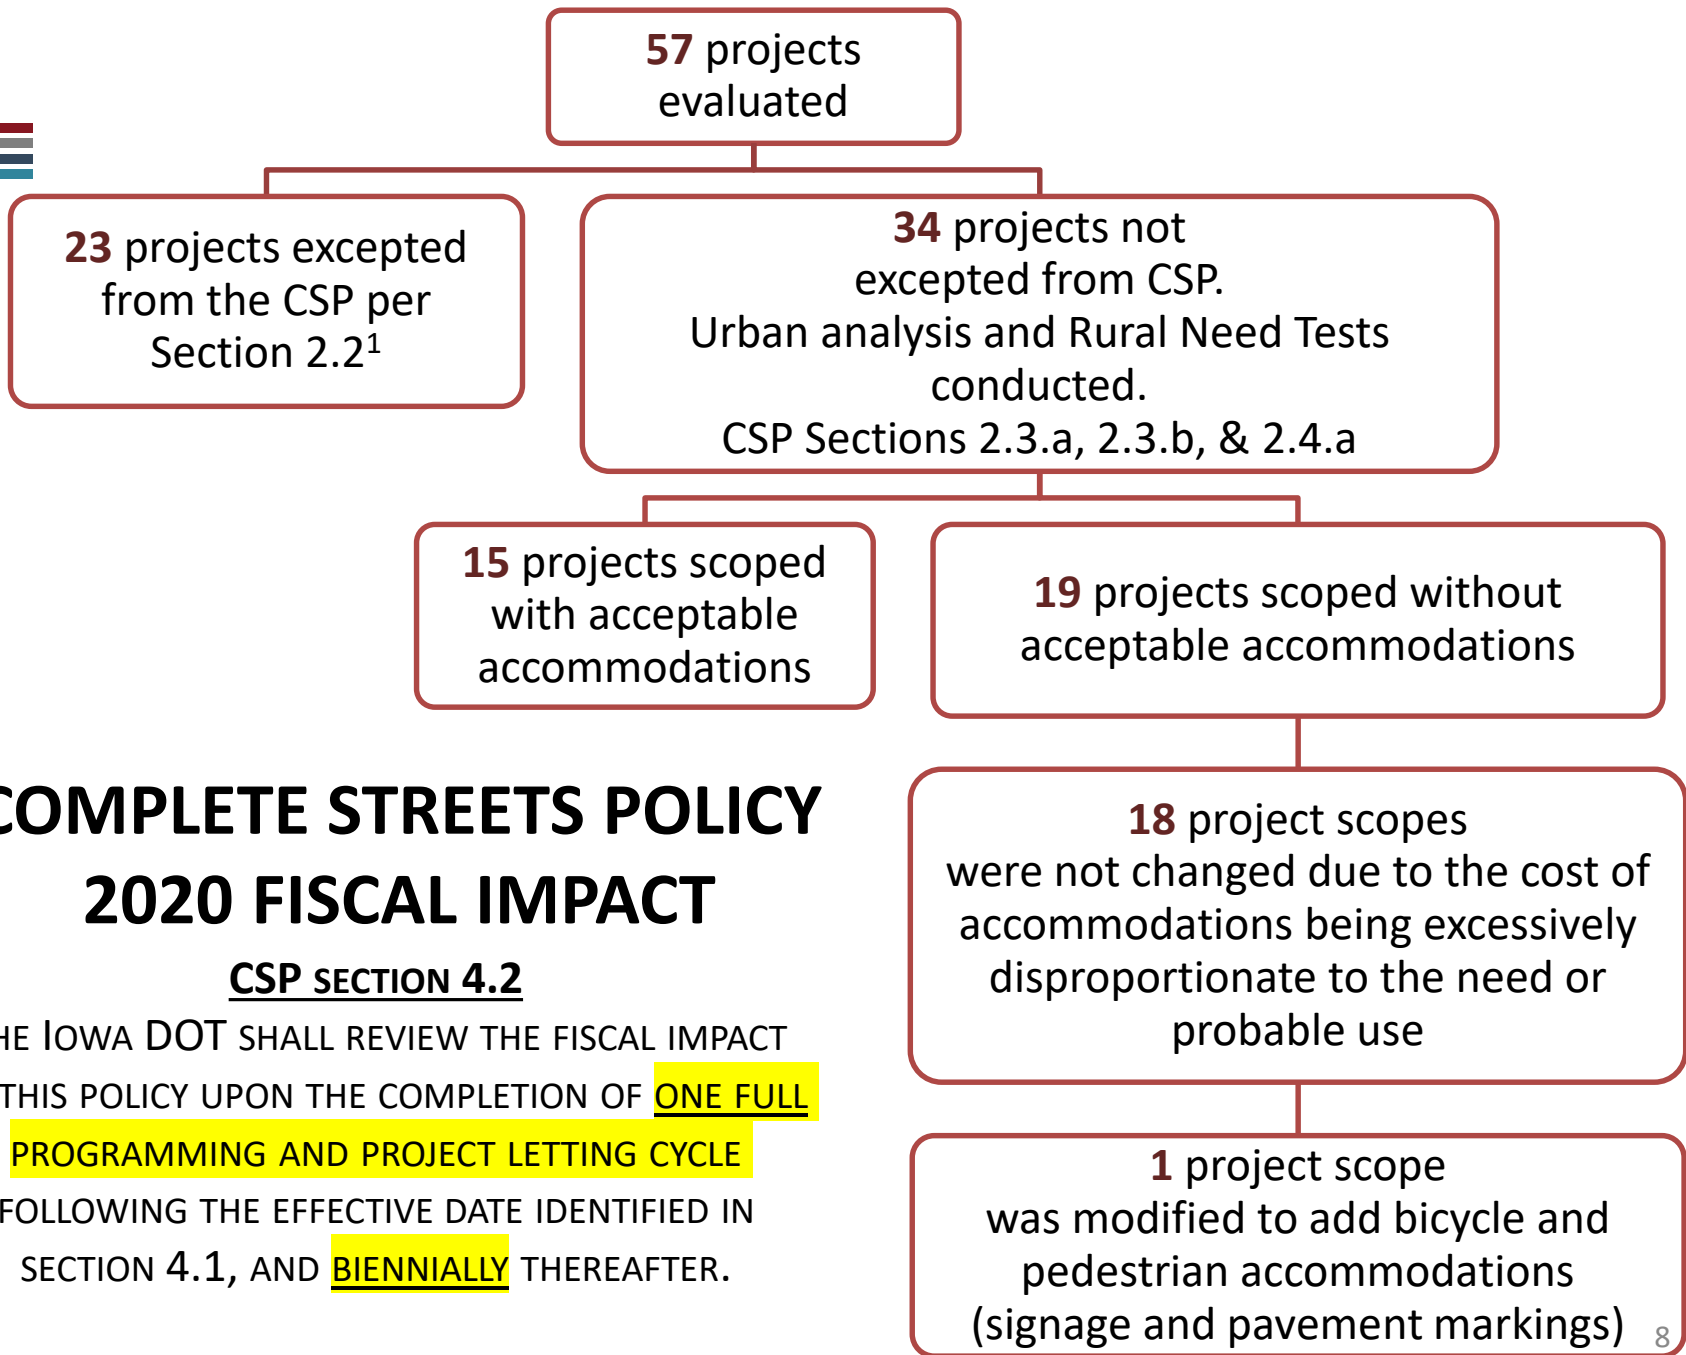 57 projects
evaluated
23 projects excepted
from the CSP per
Section 2.2¹
34 projects not
excepted from CSP.
Urban analysis and Rural Need Tests
conducted.
CSP Sections 2.3.a, 2.3.b, & 2.4.a
15 projects scoped
with acceptable
accommodations
19 projects scoped without
acceptable accommodations
18 project scopes
were not changed due to the cost of
accommodations being excessively
disproportionate to the need or
probable use
1 project scope
was modified to add bicycle and
pedestrian accommodations
(signage and pavement markings)
COMPLETE STREETS POLICY
2020 FISCAL IMPACT
CSP SECTION 4.2
HE IOWA DOT SHALL REVIEW THE FISCAL IMPACT
THIS POLICY UPON THE COMPLETION OF ONE FULL
PROGRAMMING AND PROJECT LETTING CYCLE
FOLLOWING THE EFFECTIVE DATE IDENTIFIED IN
SECTION 4.1, AND BIENNIALLY THEREAFTER.
8